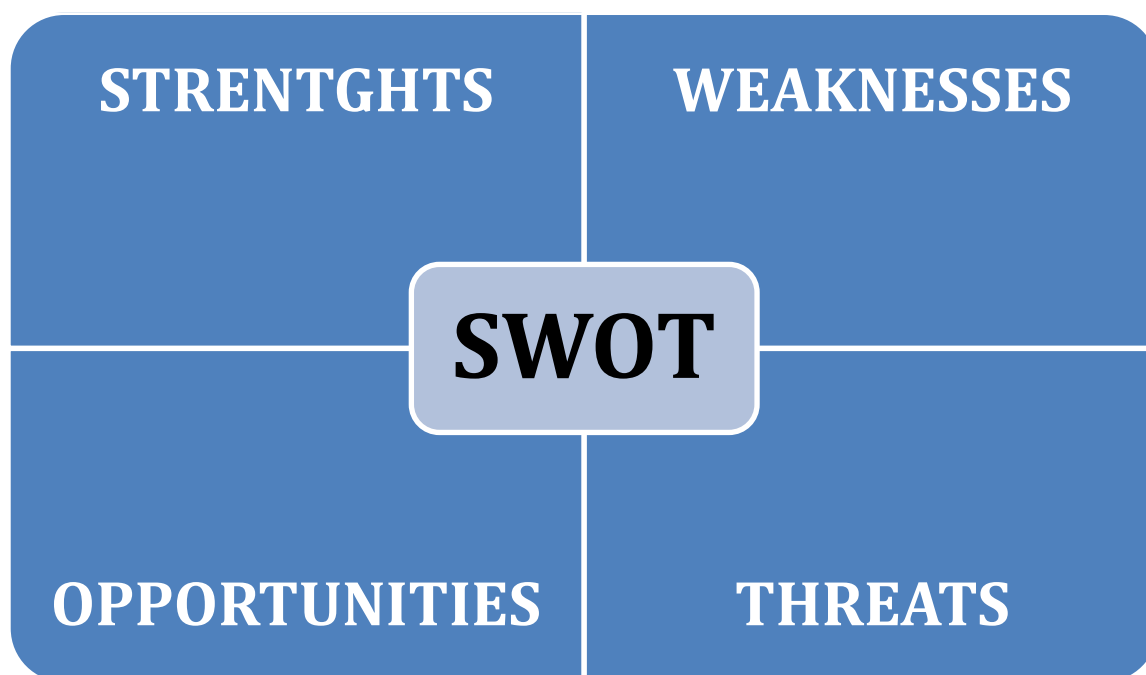 STRENTGHTS
WEAKNESSES
SWOT
OPPORTUNITIES
THREATS